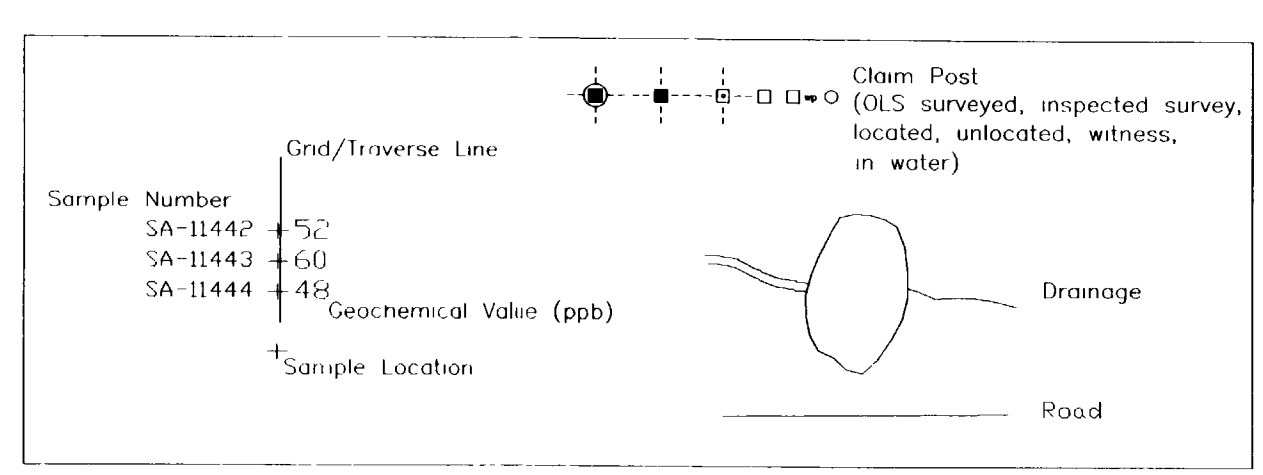 Claim Post
(OLS surveyed, inspected survey,
located, unlocated, witness,
in water)
wp
Grid/Traverse Line
Sample Number
SA-11442 52
SA-11443 60
SA-11444 48
Geochemical Value (ppb)
Sample Location
Drainage
Road